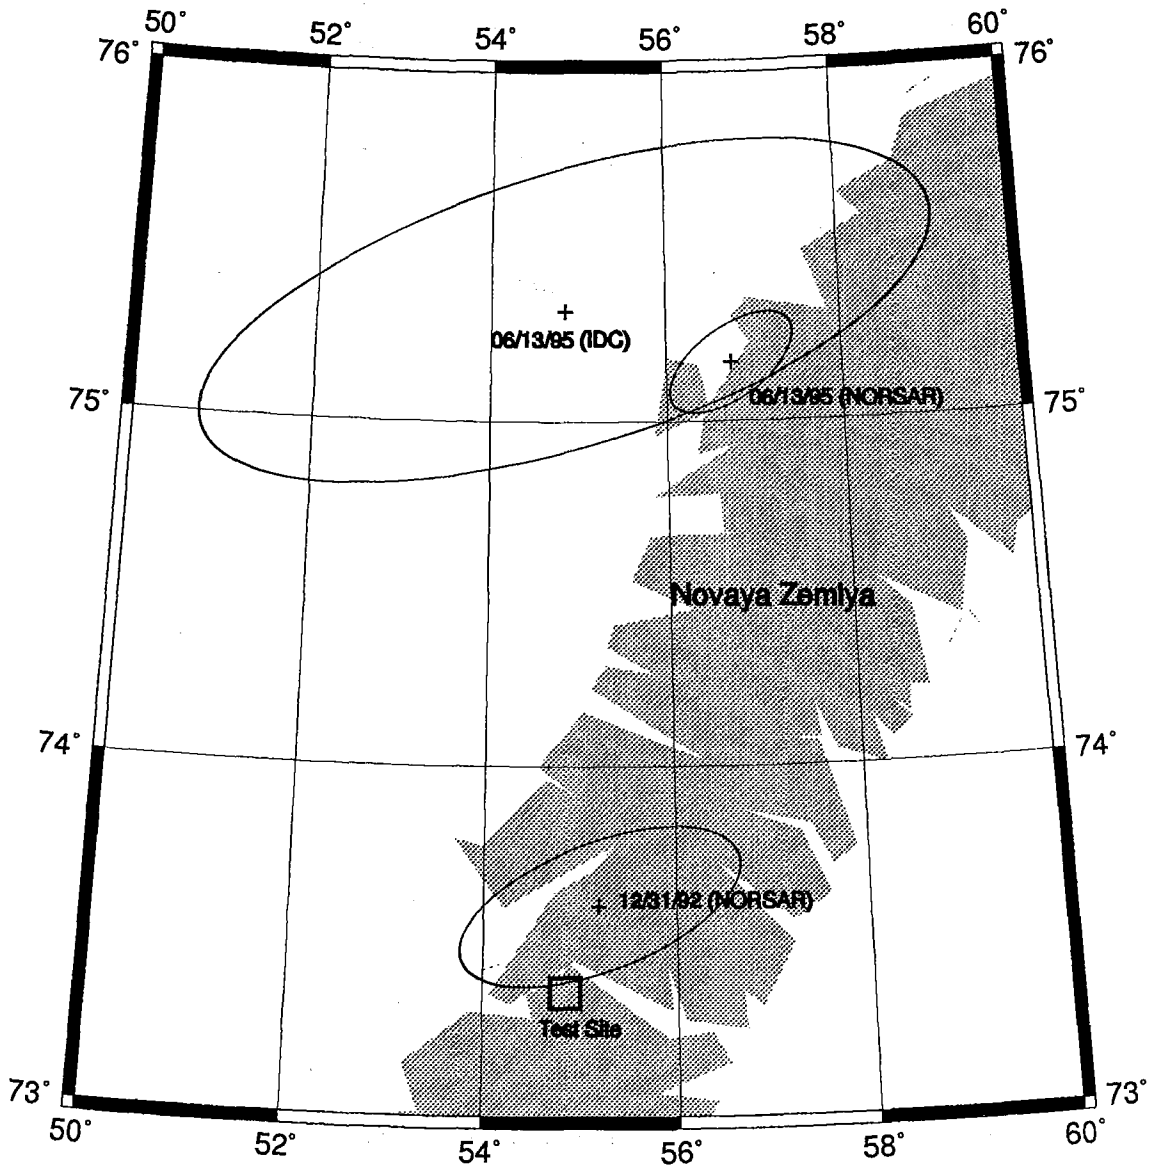 50° 52° 54° 56° 58° 60°
76° 76°
06/13/95 (IDC)
06/13/95 (NORSAR)
75° 75°
Novaya Zemlya
74° 74°
12/31/92 (NORSAR)
Test Site
73° 73°
50° 52° 54° 56° 58° 60°